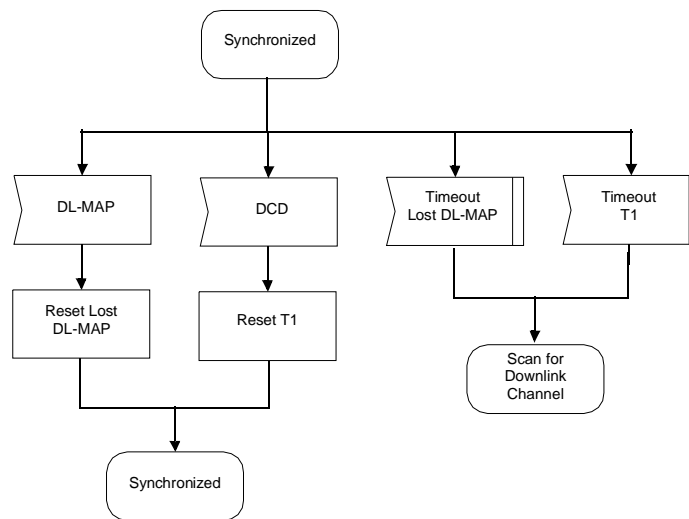 Synchronized
DL-MAP
DCD
Timeout
Lost DL-MAP
Timeout
T1
Reset Lost
DL-MAP
Reset T1
Scan for
Downlink
Channel
Synchronized